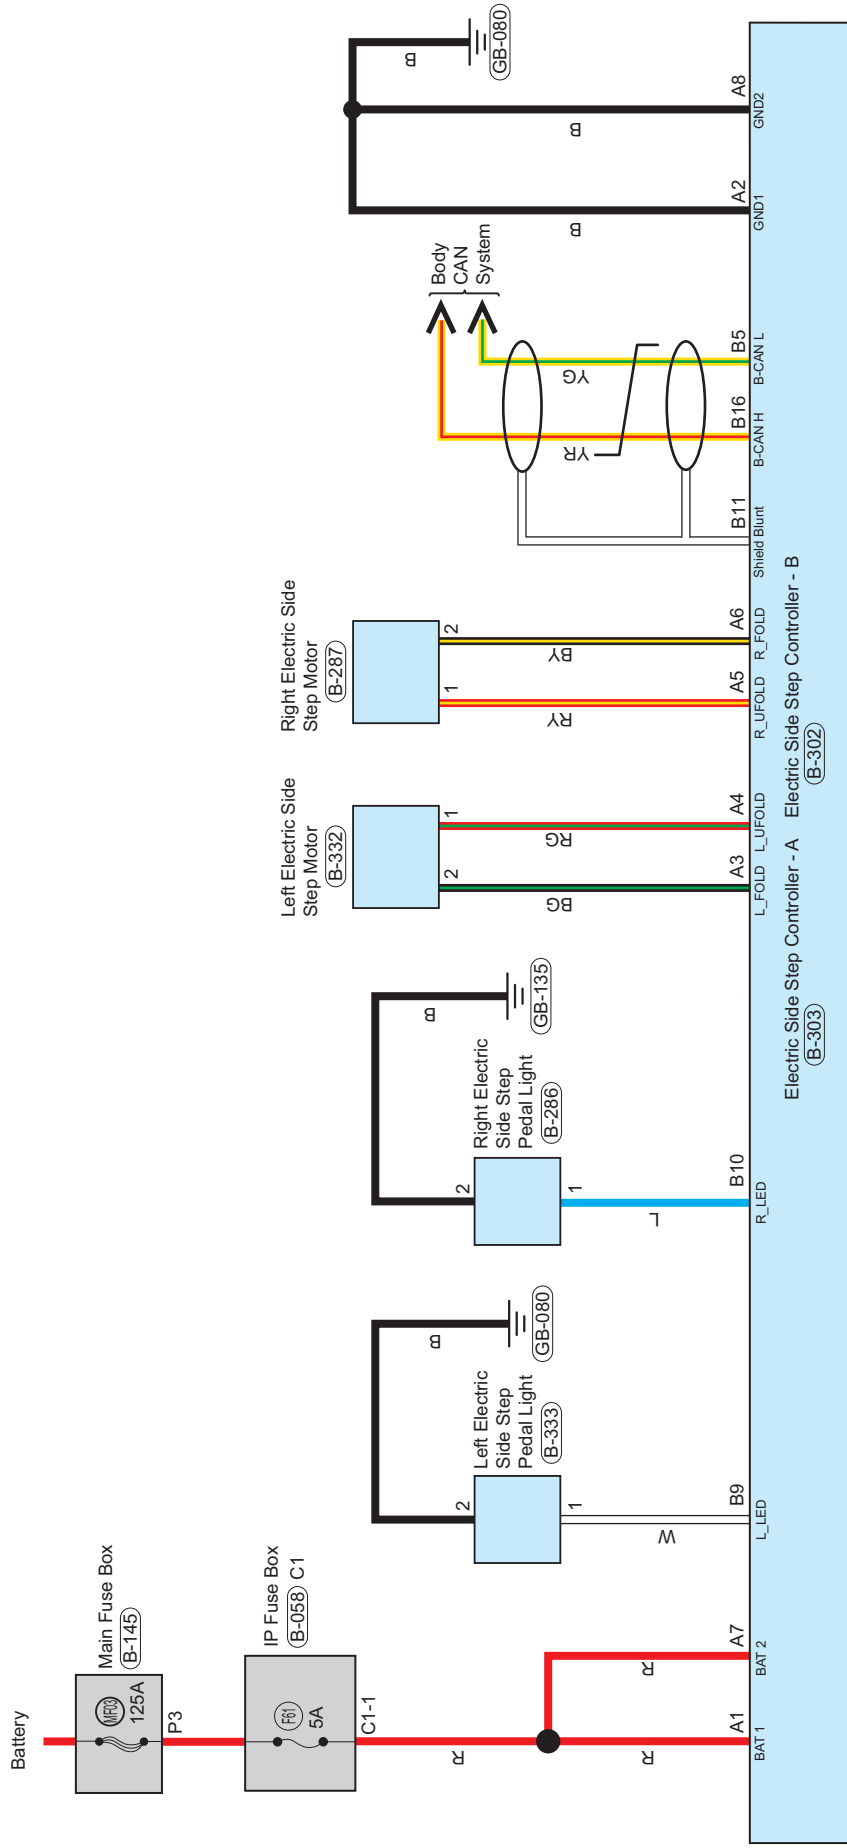 Battery
Main Fuse Box
B-145
MF03
125A
P3
IP Fuse Box
B-058 C1
F61
5A
C1-1
R
R
R
A1
BAT 1
A7
BAT 2
Left Electric
Side Step
Pedal Light
B-333
2
1
B
GB-080
W
B9
L_LED
Right Electric
Side Step
Pedal Light
B-286
2
1
B
GB-135
L
B10
R_LED
Left Electric Side
Step Motor
B-332
2
1
BG
RG
A3
L_FOLD
A4
L_UFOLD
Right Electric Side
Step Motor
B-287
1
2
RY
BY
A5
R_UFOLD
A6
R_FOLD
B11
Shield Blunt
YR
YG
B16
B-CAN H
B5
B-CAN L
Body
CAN
System
B
B
B
GB-080
A2
GND1
A8
GND2
Electric Side Step Controller - A
B-303
Electric Side Step Controller - B
B-302